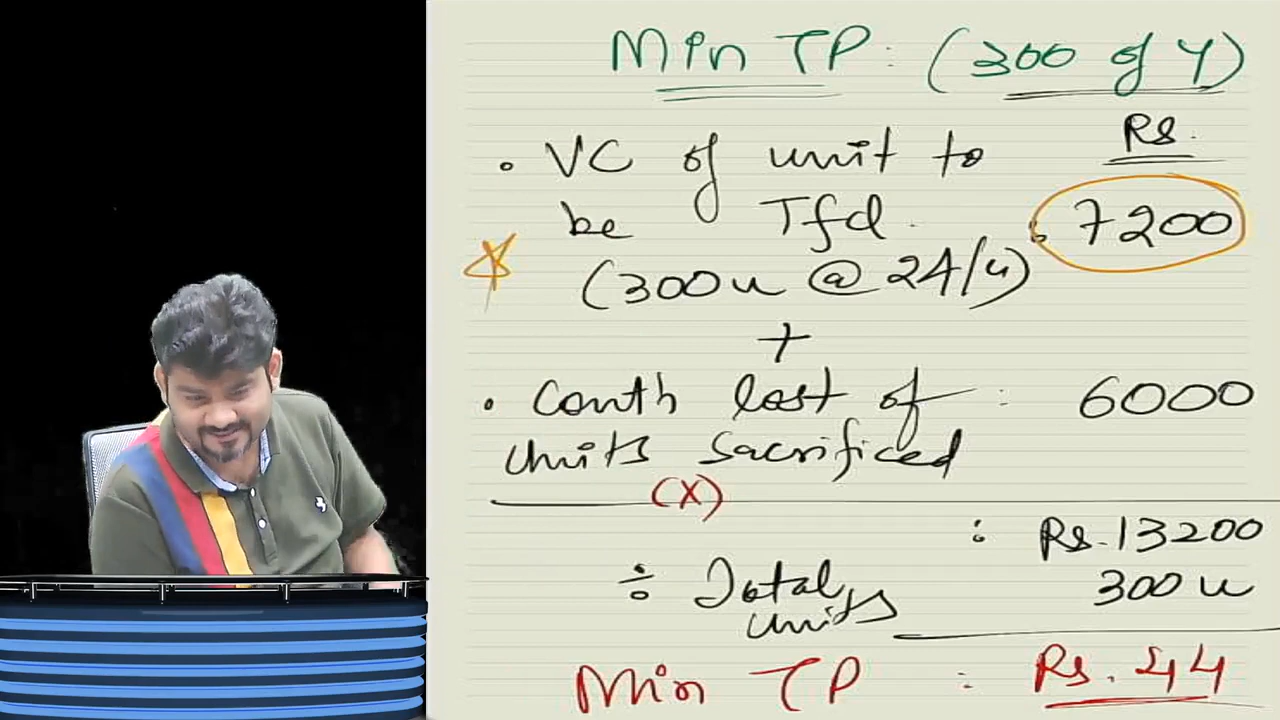 Min TP : (300 of Y)
Rs.
• VC of unit to
be Tfd. : 7200
(300u @ 24/u)
+
• Contb lost of : 6000
units sacrificed
(X)
: Rs. 13200
÷ Total units 300 u
Min TP : Rs. 44